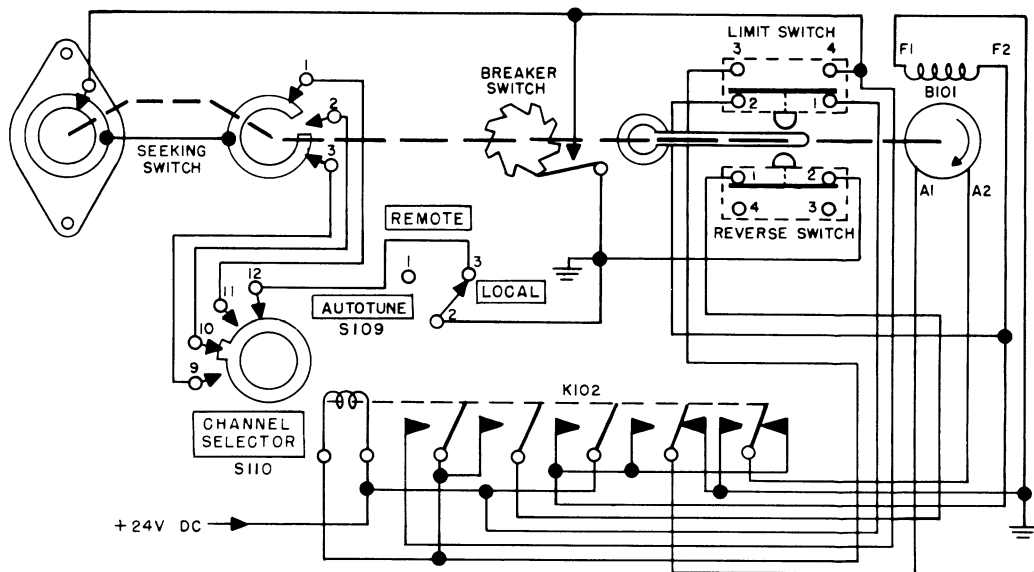 LIMIT SWITCH
3 4
F1 F2
BREAKER
SWITCH
1
2
2 1
B101
3
SEEKING
SWITCH
1 2
A1 A2
4 3
REVERSE SWITCH
REMOTE
12
1
3
11
AUTOTUNE
S109
LOCAL
2
10
9
K102
CHANNEL
SELECTOR
S110
+24V DC